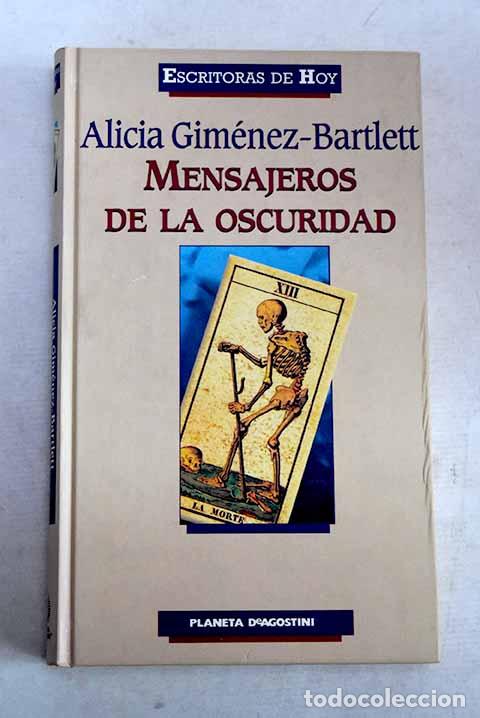 ESCRITORAS DE HOY
Alicia Giménez-Bartlett
MENSAJEROS
DE LA OSCURIDAD
XIII
LA MORTE
PLANETA DeAGOSTINI
Alicia Giménez-Bartlett
todocoleccion